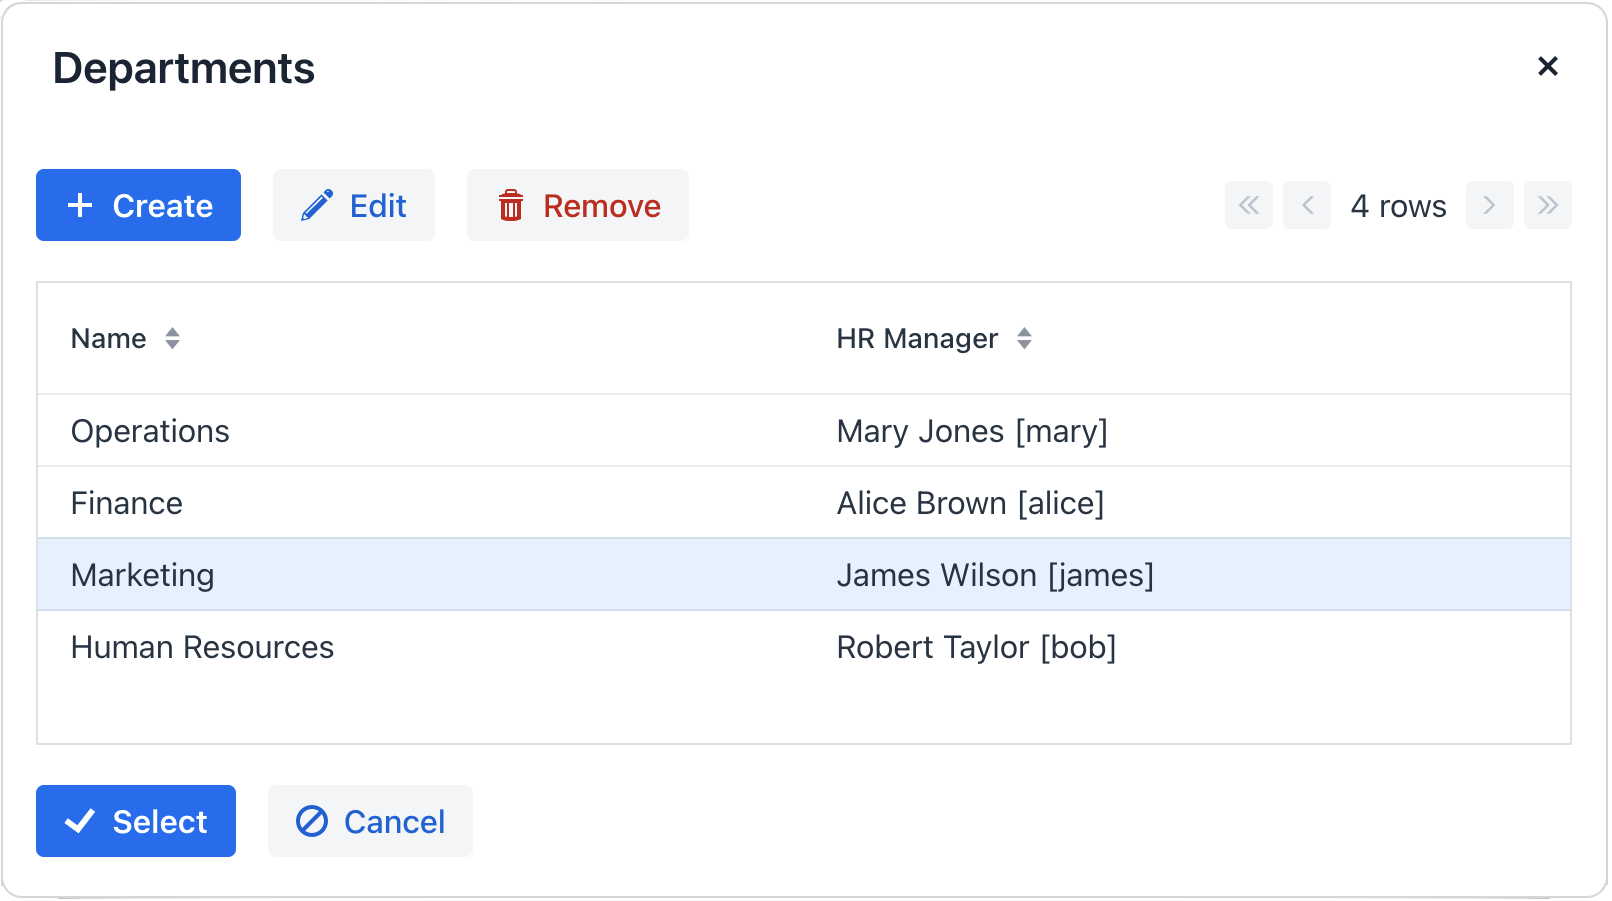 Departments
Create Edit Remove 4 rows
Name HR Manager
Operations Mary Jones [mary]
Finance Alice Brown [alice]
Marketing James Wilson [james]
Human Resources Robert Taylor [bob]
Select Cancel